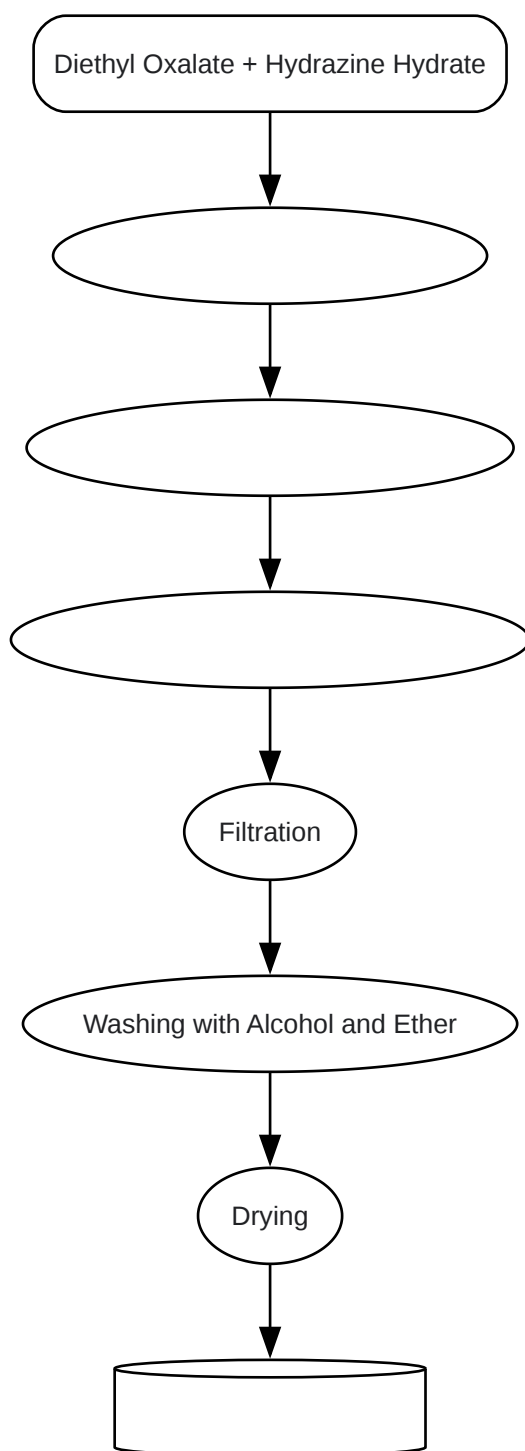 Diethyl Oxalate + Hydrazine Hydrate
Filtration
Washing with Alcohol and Ether
Drying